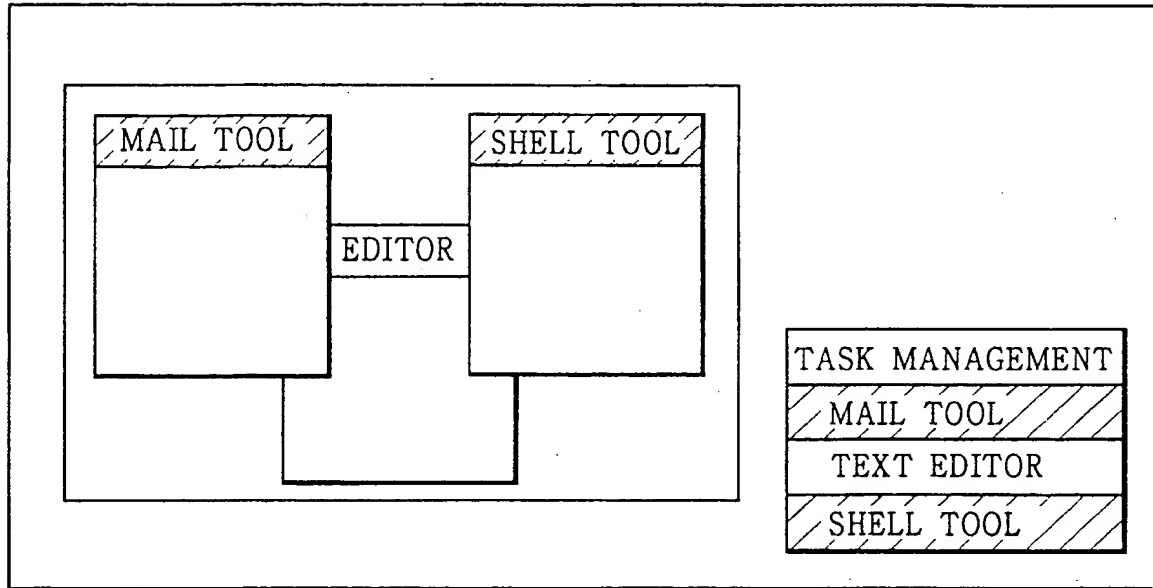 MAIL TOOL
SHELL TOOL
EDITOR
TASK MANAGEMENT
MAIL TOOL
TEXT EDITOR
SHELL TOOL